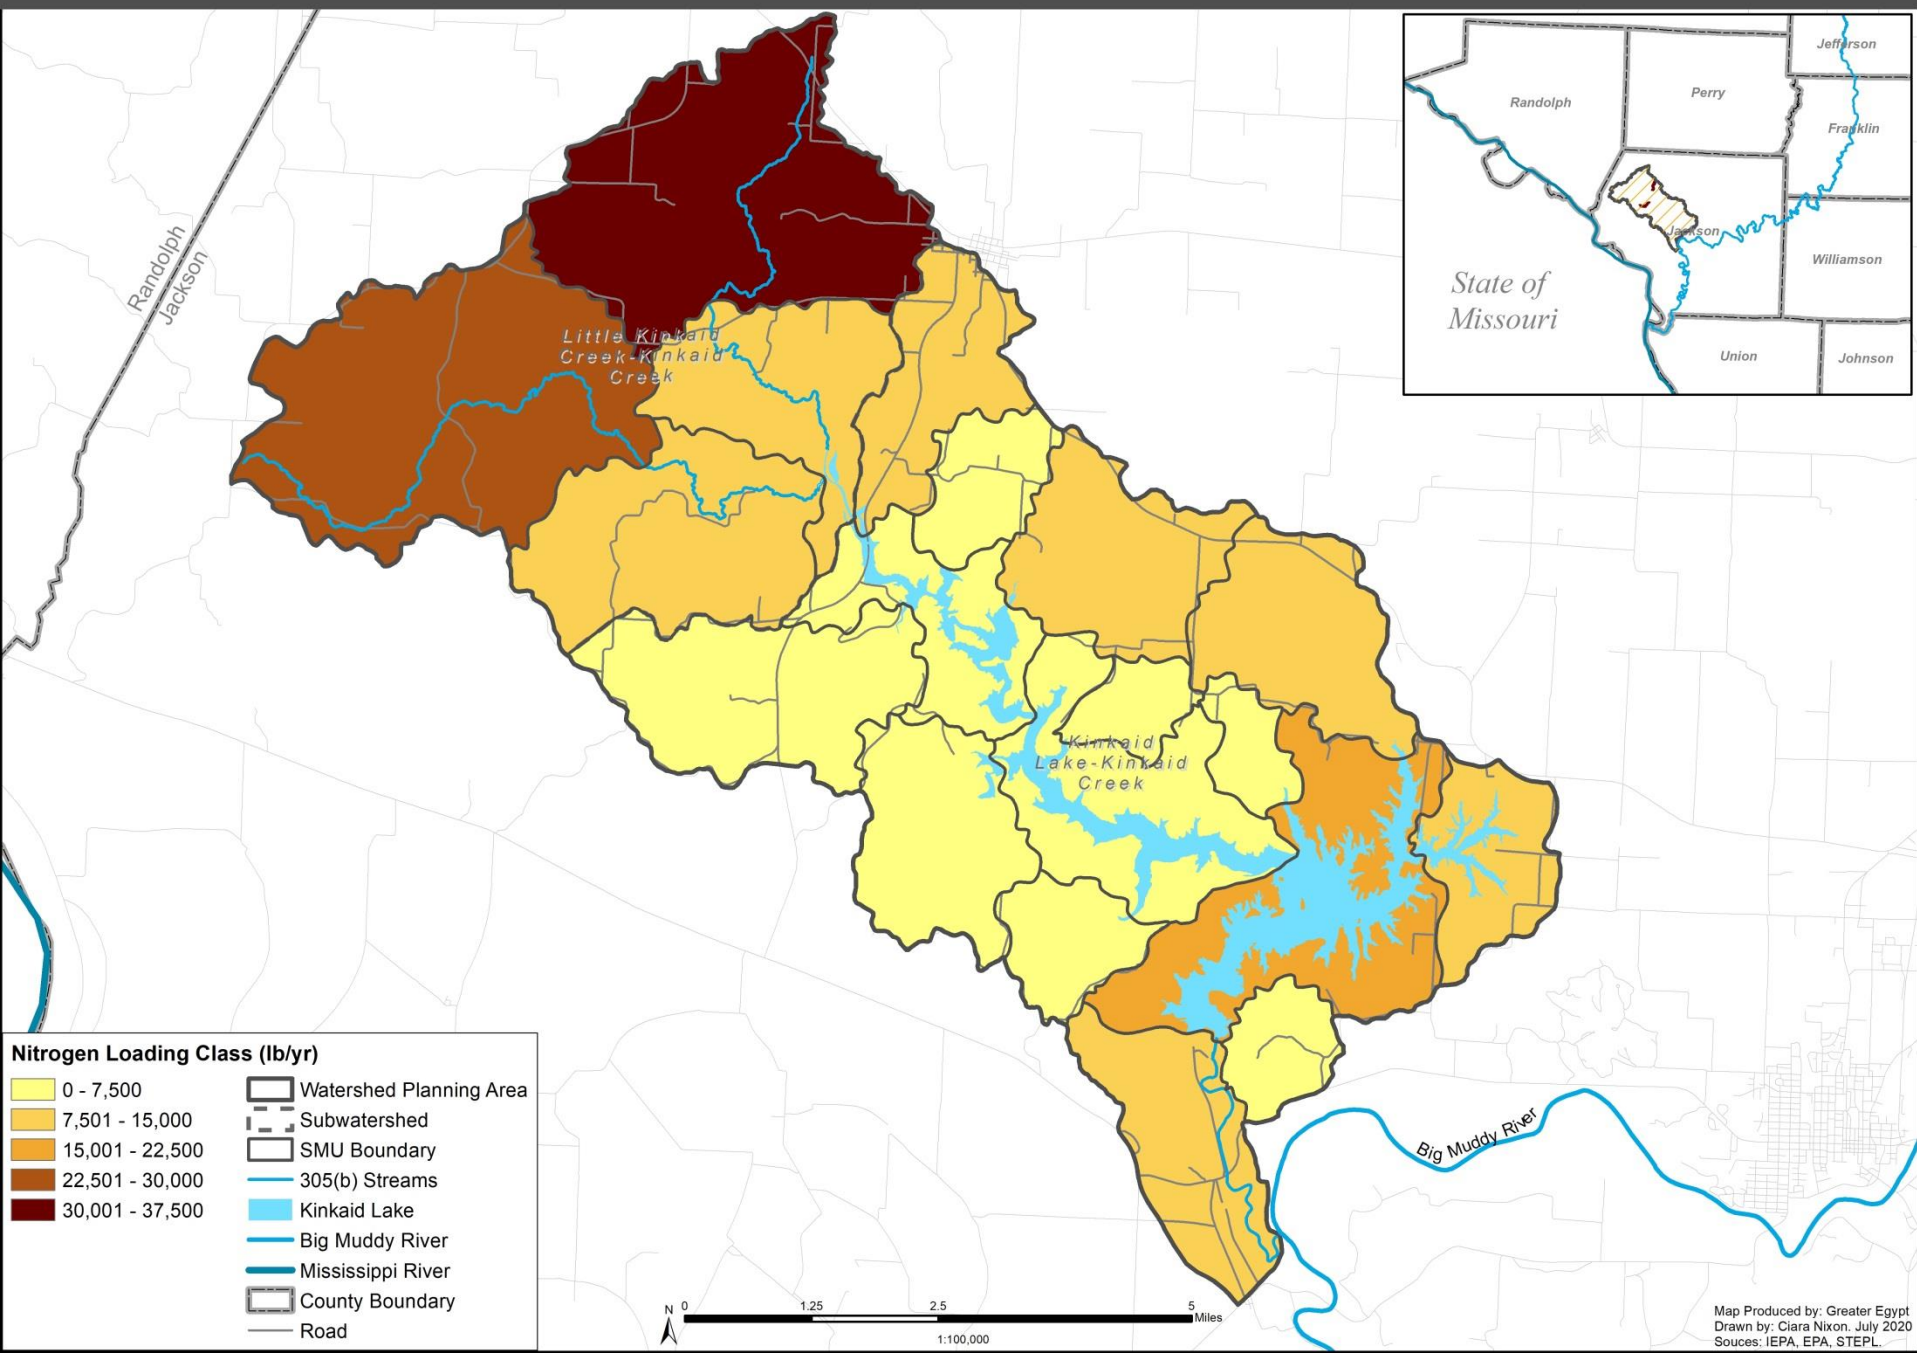 Randolph
Jackson
Little Kinkaid
Creek-Kinkaid
Creek
Kinkaid
Lake-Kinkaid
Creek
Big Muddy River
Jefferson
Randolph
Perry
Franklin
Jackson
Williamson
State of
Missouri
Union
Johnson
Nitrogen Loading Class (lb/yr)
0 - 7,500
7,501 - 15,000
15,001 - 22,500
22,501 - 30,000
30,001 - 37,500
Watershed Planning Area
Subwatershed
SMU Boundary
305(b) Streams
Kinkaid Lake
Big Muddy River
Mississippi River
County Boundary
Road
N
0 1.25 2.5 5
Miles
1:100,000
Map Produced by: Greater Egypt
Drawn by: Ciara Nixon. July 2020
Souces: IEPA, EPA, STEPL.